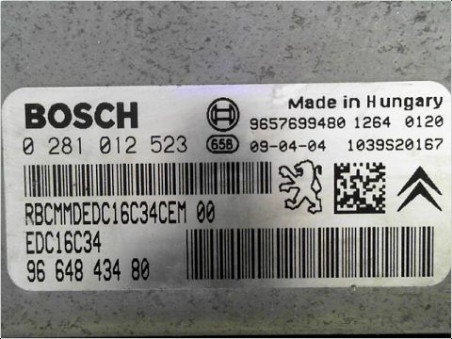 BOSCH
Made in Hungary
9657699480 1264 0120
0 281 012 523 658 09-04-04 1039S20167
RBCMMDEDC16C34CEM 00
EDC16C34
96 648 434 80